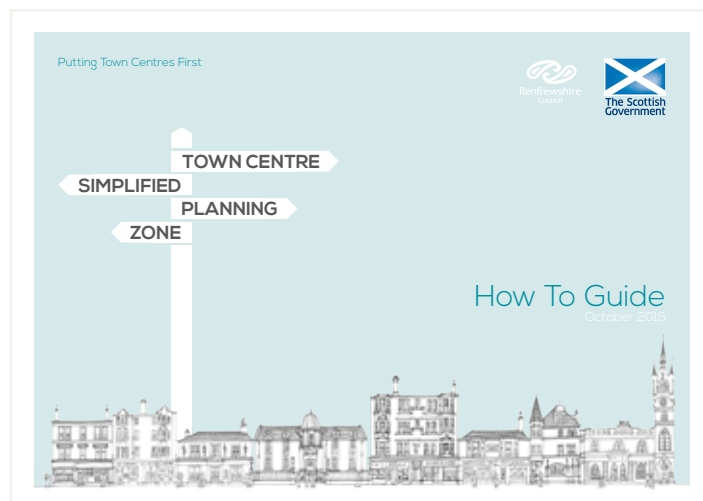 Putting Town Centres First
Renfrewshire
Council
The Scottish
Government
TOWN CENTRE
SIMPLIFIED
PLANNING
ZONE
How To Guide
October 2015